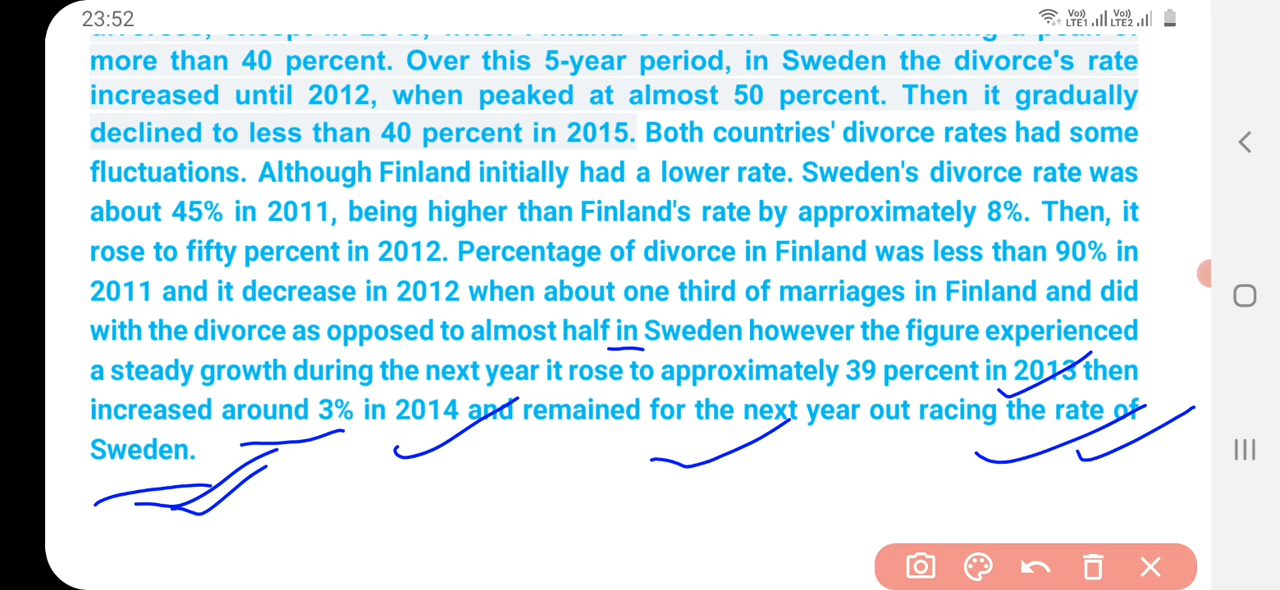 23:52 Vo) LTE1 Vo) LTE2
more than 40 percent. Over this 5-year period, in Sweden the divorce's rate
increased until 2012, when peaked at almost 50 percent. Then it gradually
declined to less than 40 percent in 2015. Both countries' divorce rates had some
fluctuations. Although Finland initially had a lower rate. Sweden's divorce rate was
about 45% in 2011, being higher than Finland's rate by approximately 8%. Then, it
rose to fifty percent in 2012. Percentage of divorce in Finland was less than 90% in
2011 and it decrease in 2012 when about one third of marriages in Finland and did
with the divorce as opposed to almost half in Sweden however the figure experienced
a steady growth during the next year it rose to approximately 39 percent in 2013 then
increased around 3% in 2014 and remained for the next year out racing the rate of
Sweden.